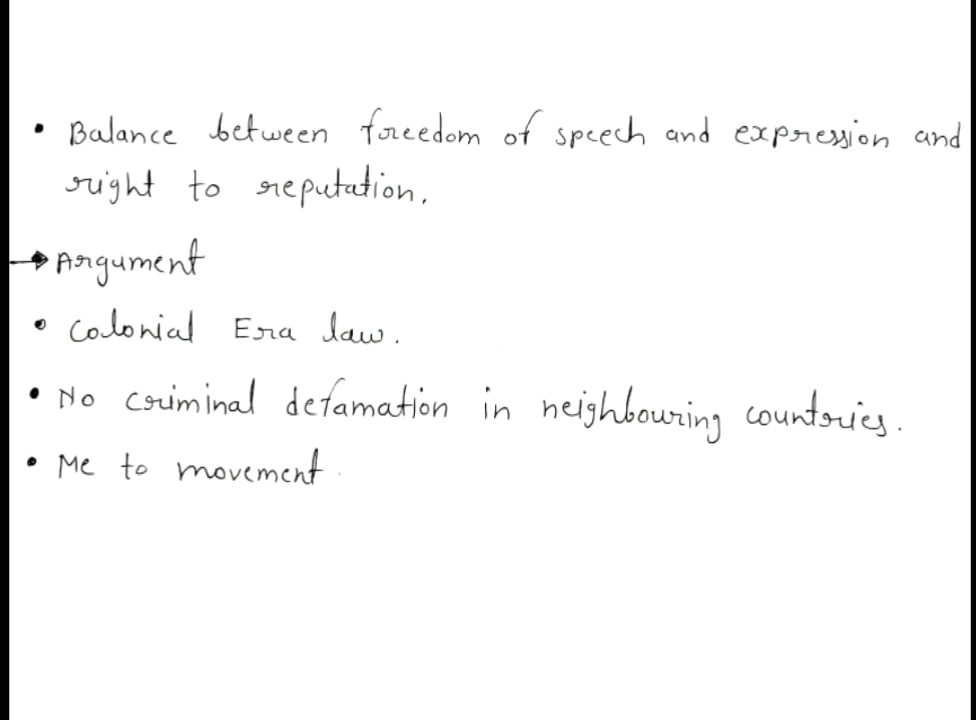 • Balance between freedom of speech and expression and
right to reputation.
→ Argument
• Colonial Era law.
• No criminal defamation in neighbouring countries.
• Me to movement